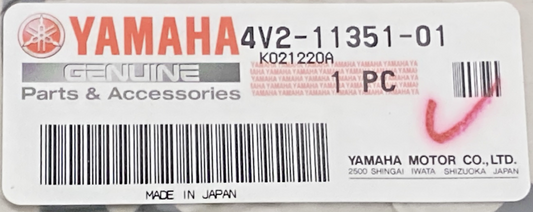 YAMAHA 4V2-11351-01
K021220A
GENUINE
1 PC
Parts & Accessories
YAMAHA MOTOR CO., LTD.
2500 SHINGAI IWATA SHIZUOKA JAPAN
MADE IN JAPAN